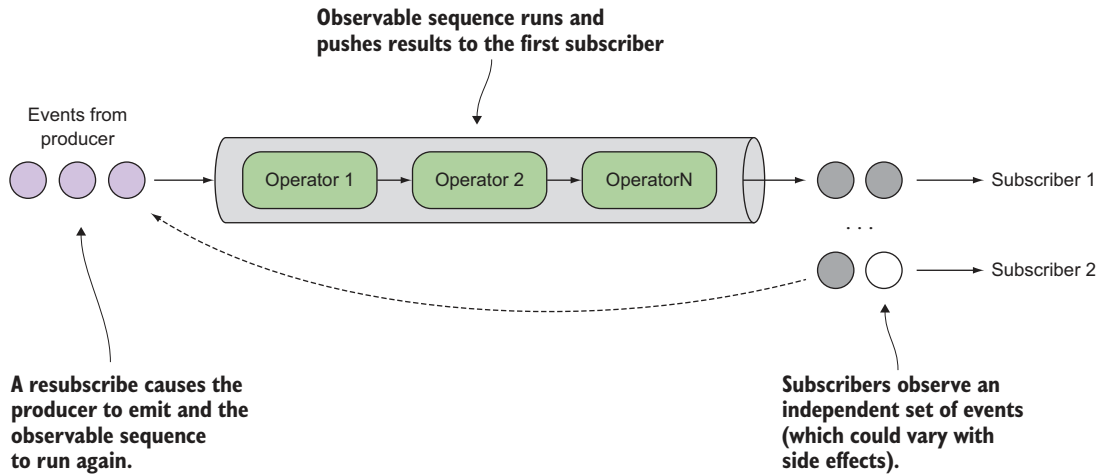 Observable sequence runs and
pushes results to the first subscriber
Events from
producer
Operator 1
Operator 2
OperatorN
Subscriber 1
. . .
Subscriber 2
A resubscribe causes the
producer to emit and the
observable sequence
to run again.
Subscribers observe an
independent set of events
(which could vary with
side effects).